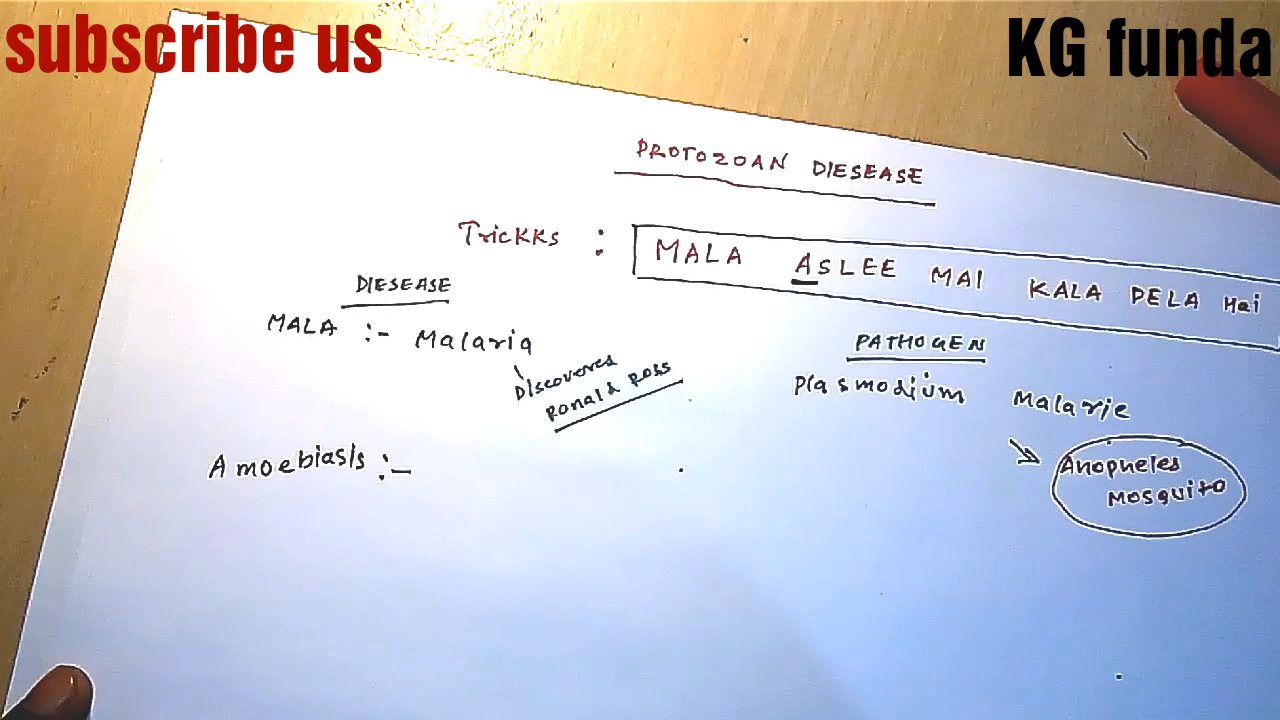 subscribe us
KG funda
PROTOZOAN DIESEASE
Trickks : MALA ASLEE MAI KALA PELA Hai
DIESEASE
PATHOGEN
MALA :- Malaria
Discovered
Ronald Ross
Plasmodium Malarie
Anopheles
Mosquito
Amoebiasis :-